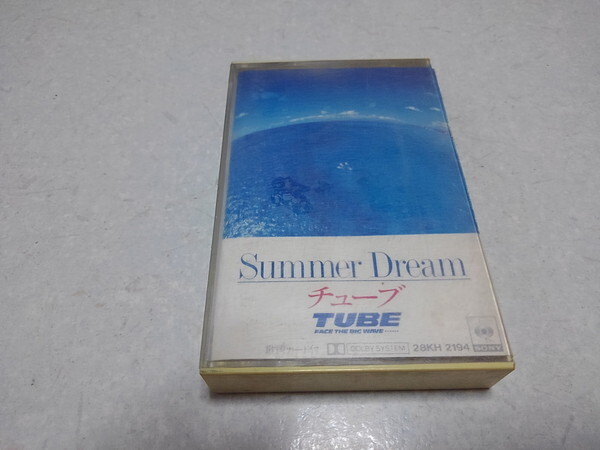 Summer Dream
チューブ
TUBE
FACE THE BIG WAVE
DOLBY SYSTEM 28KH 2194 SONY